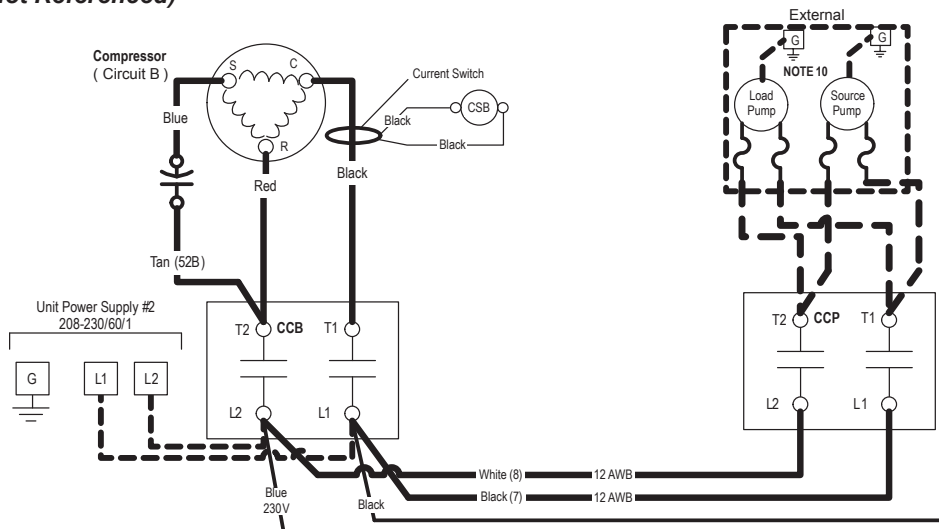 ot Referenced)
External
Compressor
( Circuit B )
S
C
R
Current Switch
CSB
Black
Black
Blue
Red
Black
Tan (52B)
G
G
NOTE 10
Load
Pump
Source
Pump
Unit Power Supply #2
208-230/60/1
G
L1
L2
T2
CCB
T1
L2
L1
T2
CCP
T1
L2
L1
White (8)
12 AWB
Black (7)
12 AWB
Blue
230V
Black